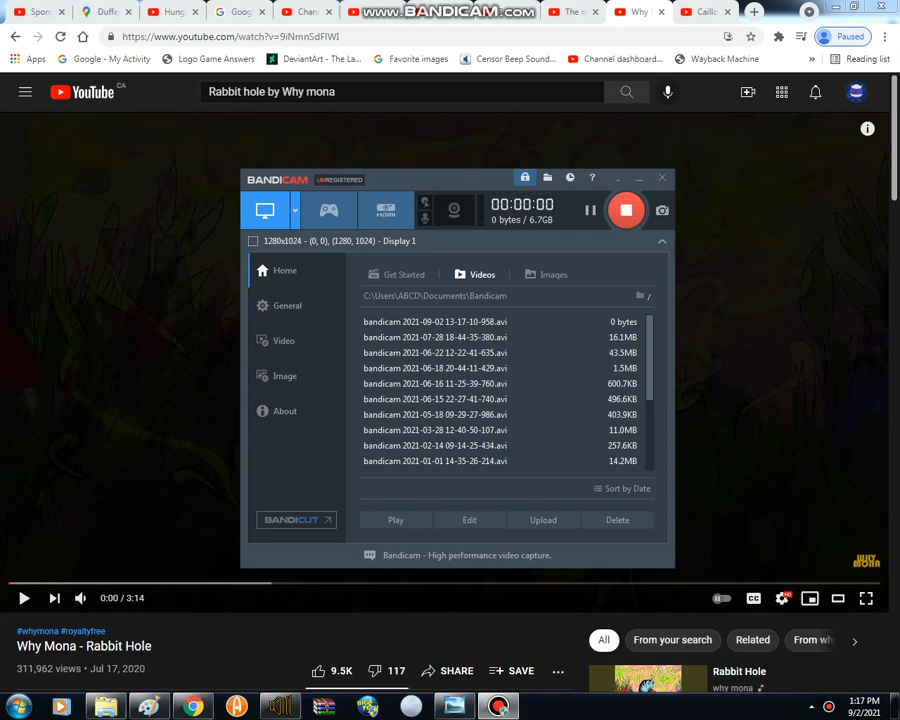 Spon
Duffe
Hung
Goog
Chan
www.BANDICAM.com
The r
Why
Caillo
https://www.youtube.com/watch?v=9iNmnSdFIWI
Paused
Apps
Google - My Activity
Logo Game Answers
DeviantArt - The La...
Favorite images
Censor Beep Sound...
Channel dashboard...
Wayback Machine
»
Reading list
YouTube CA
Rabbit hole by Why mona
BANDICAM UNREGISTERED
HDMI
00:00:00
0 bytes / 6.7GB
1280x1024 - (0, 0), (1280, 1024) - Display 1
Home
Get Started
Videos
Images
C:\Users\ABCD\Documents\Bandicam
General
bandicam 2021-09-02 13-17-10-958.avi 0 bytes
bandicam 2021-07-28 18-44-35-380.avi 16.1MB
Video
bandicam 2021-06-22 12-22-41-635.avi 43.5MB
bandicam 2021-06-18 20-44-11-429.avi 1.5MB
Image
bandicam 2021-06-16 11-25-39-760.avi 600.7KB
bandicam 2021-06-15 22-27-41-740.avi 496.6KB
About
bandicam 2021-05-18 09-29-27-986.avi 403.9KB
bandicam 2021-03-28 12-40-50-107.avi 11.0MB
bandicam 2021-02-14 09-14-25-434.avi 257.6KB
bandicam 2021-01-01 14-35-26-214.avi 14.2MB
Sort by Date
BANDICUT
Play
Edit
Upload
Delete
Bandicam - High performance video capture.
WHY MONA
0:00 / 3:14
CC
HD
#whymona #royaltyfree
Why Mona - Rabbit Hole
311,962 views • Jul 17, 2020
9.5K
117
SHARE
SAVE
All
From your search
Related
From wh
Rabbit Hole
why mona
1:17 PM
9/2/2021